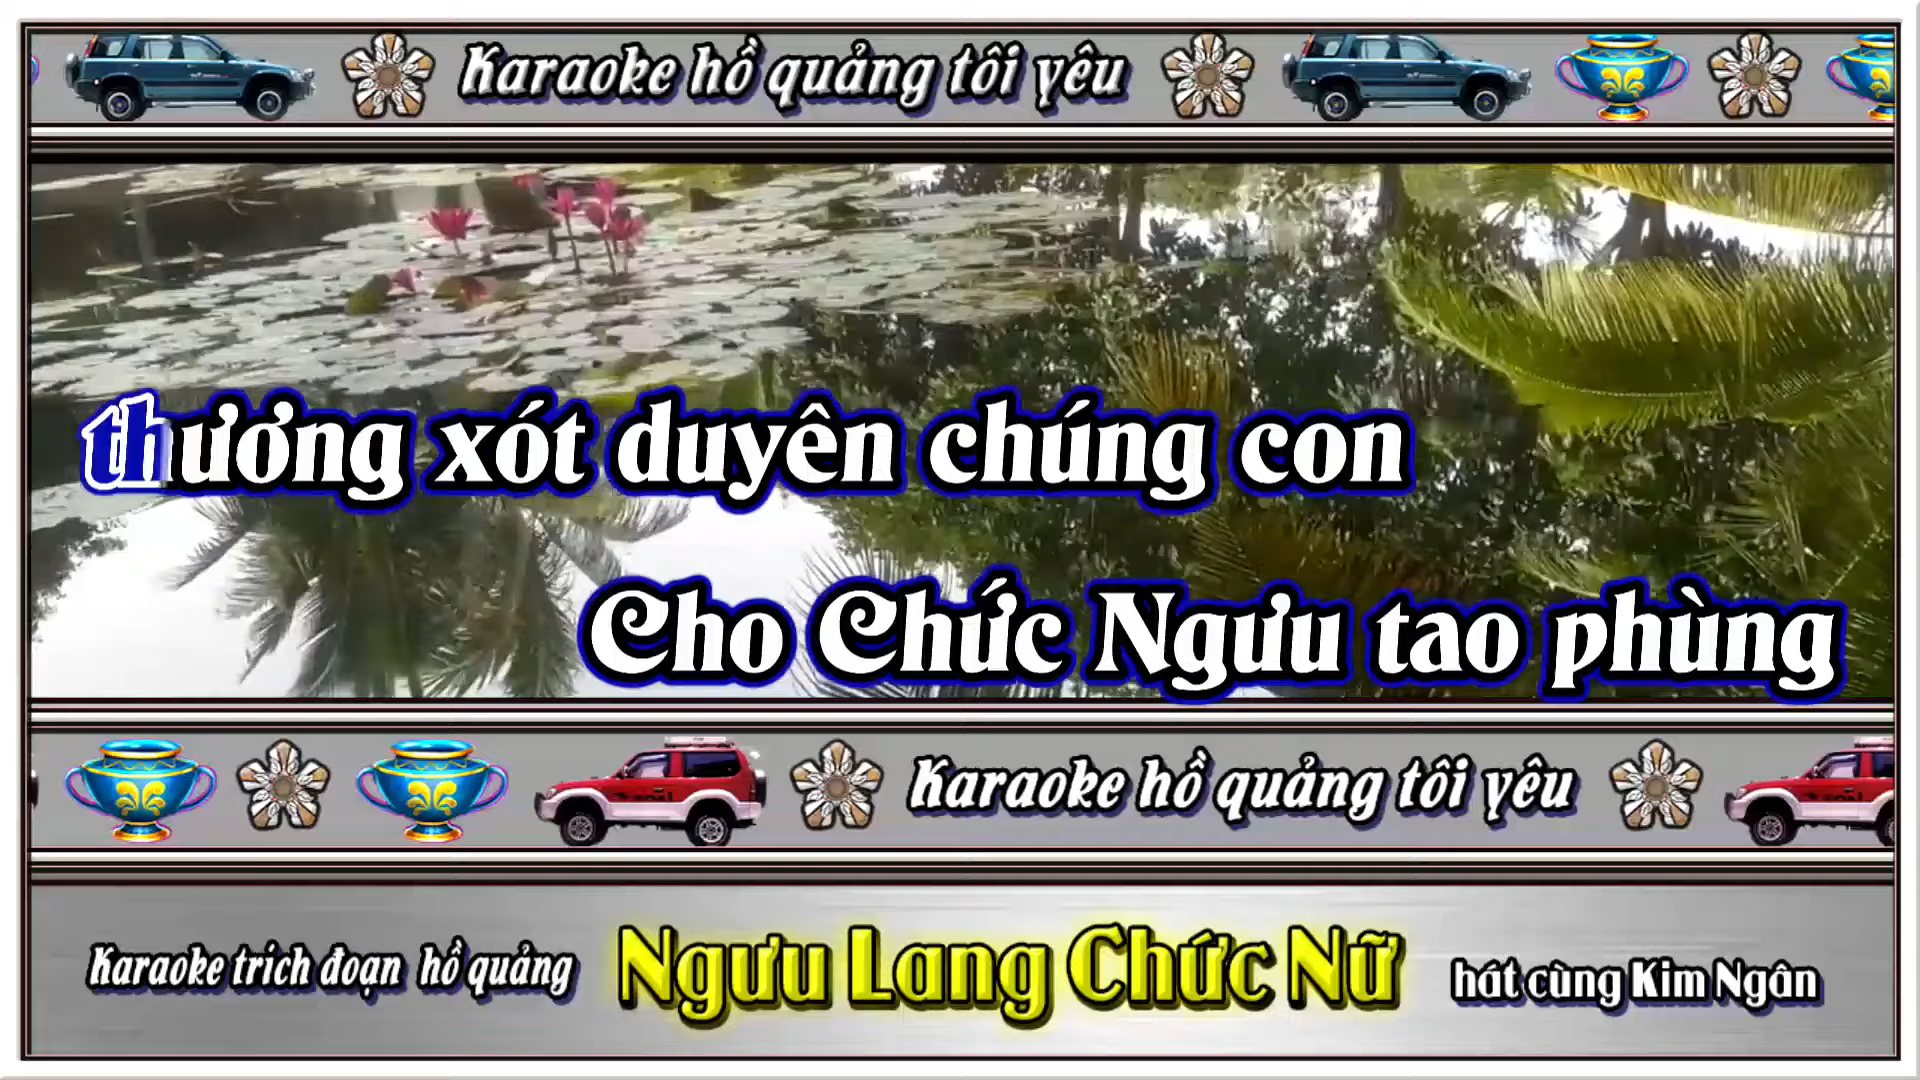 Karaoke hồ quảng tôi yêu
thương xót duyên chúng con
Cho Chức Ngưu tao phùng
Karaoke hồ quảng tôi yêu
Karaoke trích đoạn hồ quảng Ngưu Lang Chức Nữ hát cùng Kim Ngân